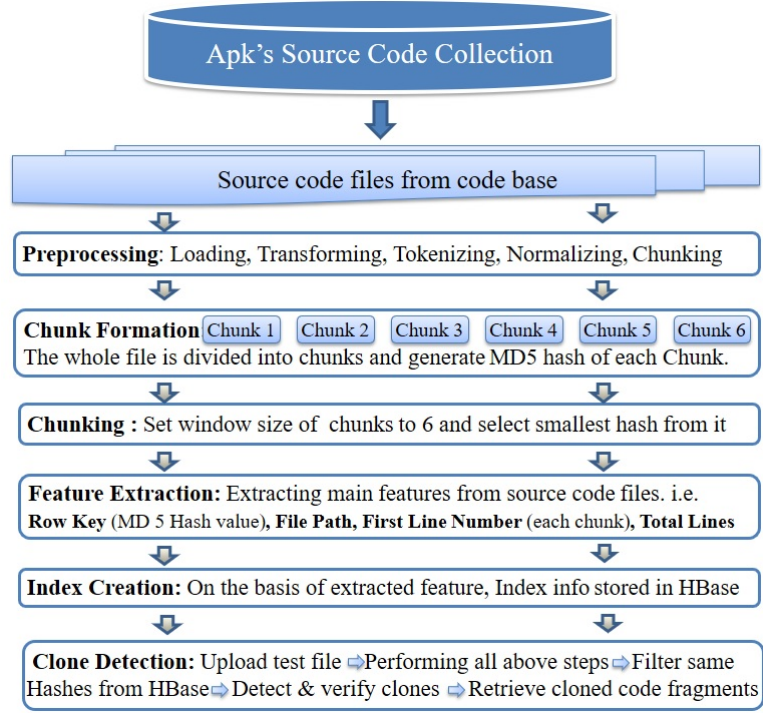 Apk's Source Code Collection
Source code files from code base
Preprocessing: Loading, Transforming, Tokenizing, Normalizing, Chunking
Chunk Formation Chunk 1 Chunk 2 Chunk 3 Chunk 4 Chunk 5 Chunk 6
The whole file is divided into chunks and generate MD5 hash of each Chunk.
Chunking : Set window size of chunks to 6 and select smallest hash from it
Feature Extraction: Extracting main features from source code files. i.e.
Row Key (MD 5 Hash value), File Path, First Line Number (each chunk), Total Lines
Index Creation: On the basis of extracted feature, Index info stored in HBase
Clone Detection: Upload test file ⇨Performing all above steps⇨Filter same
Hashes from HBase⇨ Detect & verify clones ⇨Retrieve cloned code fragments